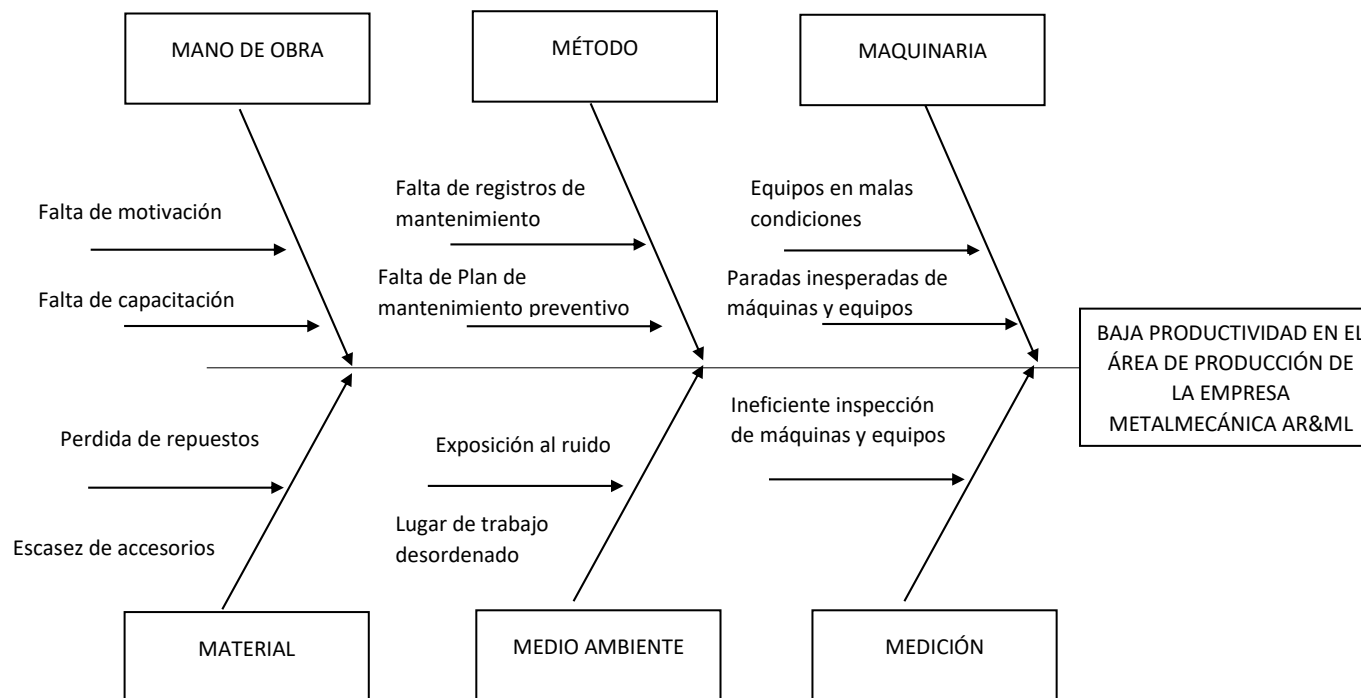 MANO DE OBRA
MÉTODO
MAQUINARIA
Falta de motivación
Falta de capacitación
Falta de registros de
mantenimiento
Falta de Plan de
mantenimiento preventivo
Equipos en malas
condiciones
Paradas inesperadas de
máquinas y equipos
BAJA PRODUCTIVIDAD EN EL
ÁREA DE PRODUCCIÓN DE
LA EMPRESA
METALMECÁNICA AR&ML
Perdida de repuestos
Escasez de accesorios
Exposición al ruido
Lugar de trabajo
desordenado
Ineficiente inspección
de máquinas y equipos
MATERIAL
MEDIO AMBIENTE
MEDICIÓN